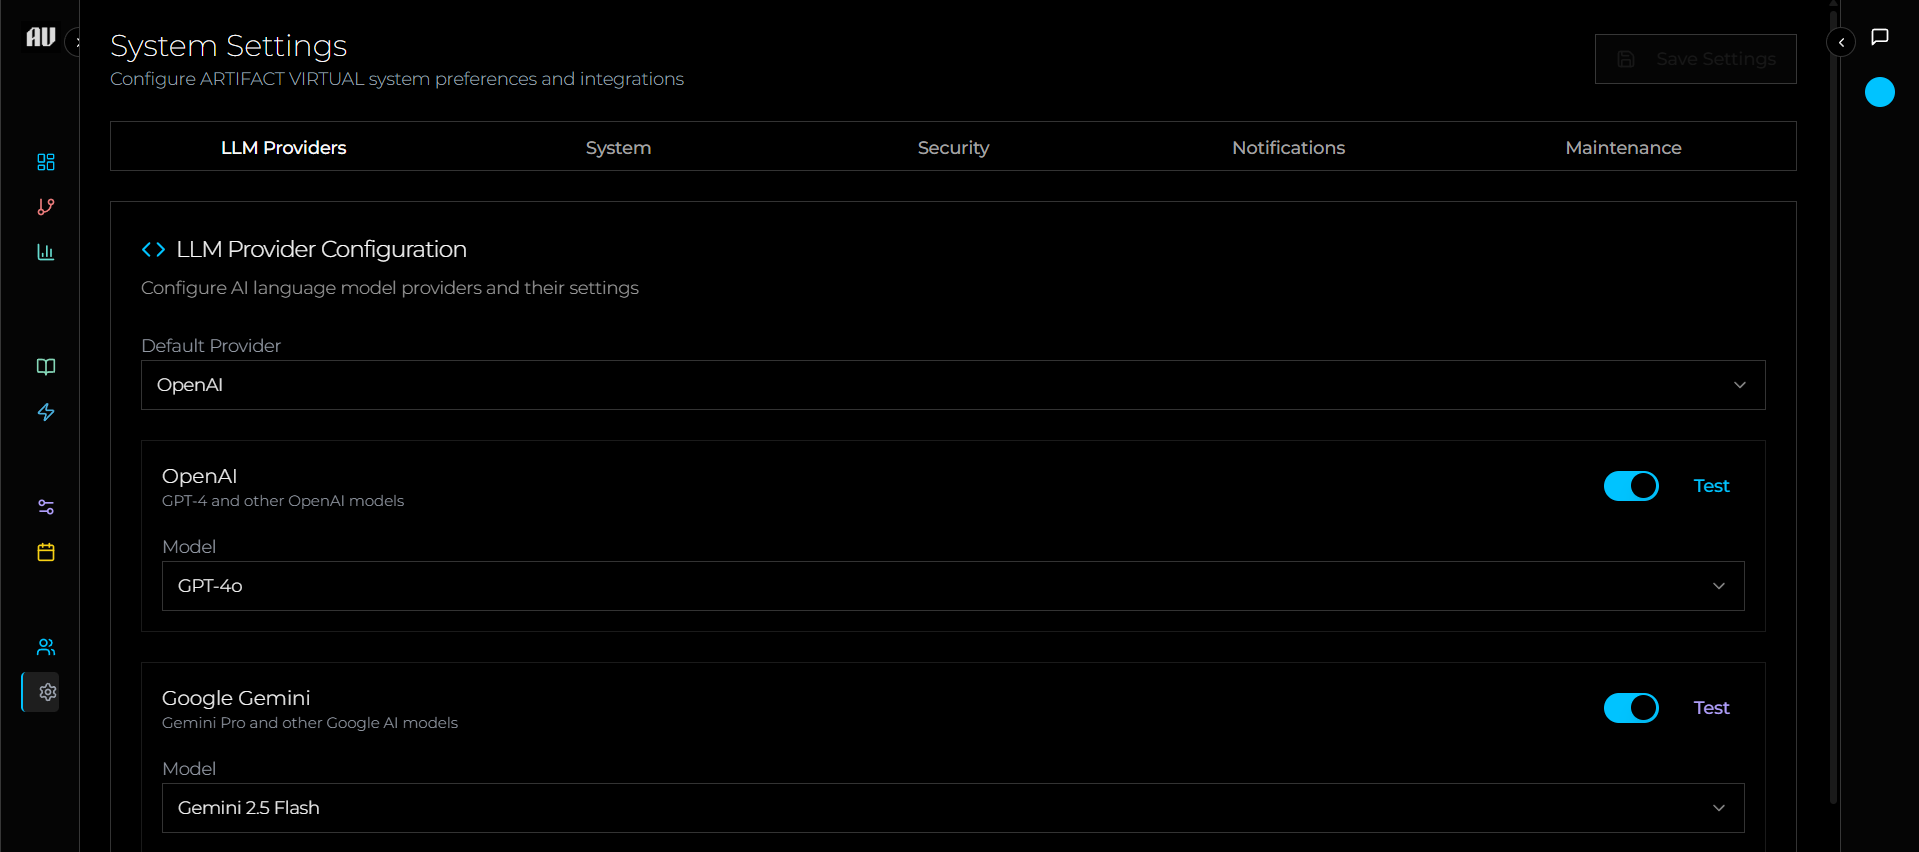 AU
System Settings
Configure ARTIFACT VIRTUAL system preferences and integrations
Save Settings
LLM Providers
System
Security
Notifications
Maintenance
LLM Provider Configuration
Configure AI language model providers and their settings
Default Provider
OpenAI
OpenAI
GPT-4 and other OpenAI models
Test
Model
GPT-4o
Google Gemini
Gemini Pro and other Google AI models
Test
Model
Gemini 2.5 Flash